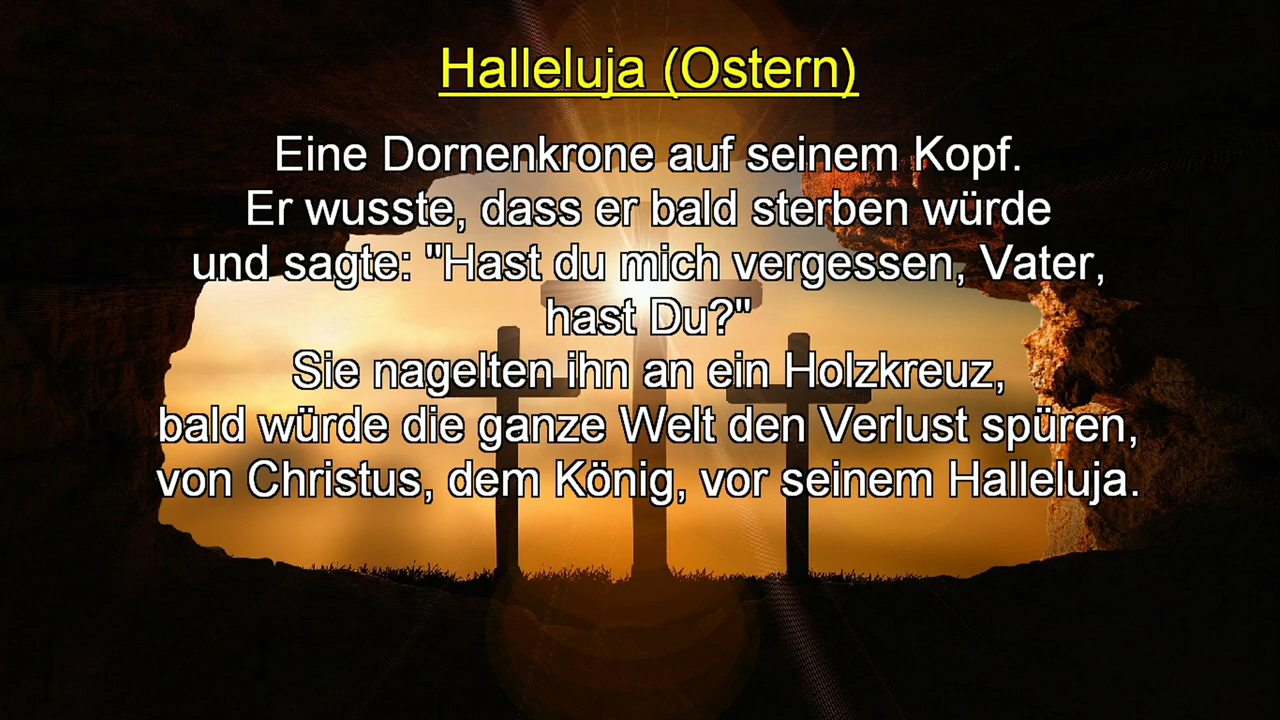 Halleluja (Ostern)
Eine Dornenkrone auf seinem Kopf.
Er wusste, dass er bald sterben würde
und sagte: "Hast du mich vergessen, Vater,
hast Du?"
Sie nagelten ihn an ein Holzkreuz,
bald würde die ganze Welt den Verlust spüren,
von Christus, dem König, vor seinem Halleluja.